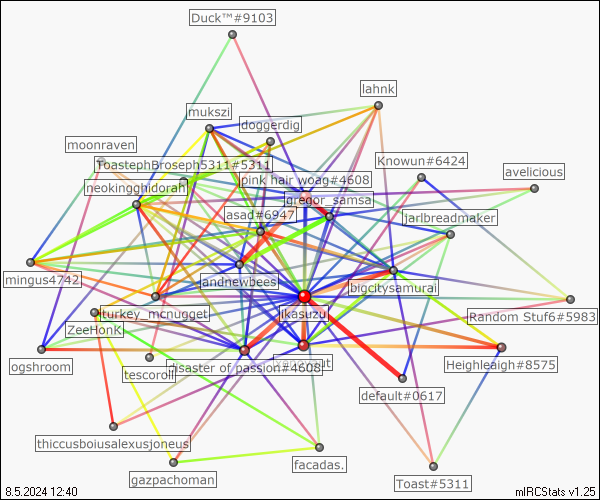 Duck™#9103
lahnk
mukszi
doggerdig
moonraven
Knowun#6424
ToastephBroseph5311#5311
pink hair woag#4608
avelicious
neokingghidorah
gregor_samsa
asad#6947
jarlbreadmaker
mingus4742
andnewbees
bigcitysamurai
turkey_mcnugget
jkasuzu
Random Stuf6#5983
ZeeHonk
ogshroom
tescoroll
disaster of passion#4608
Heighleigh#8575
default#0617
thiccusboiusalexusjoneus
facadas.
gazpachoman
Toast#5311
8.5.2024 12:40
mIRCStats v1.25